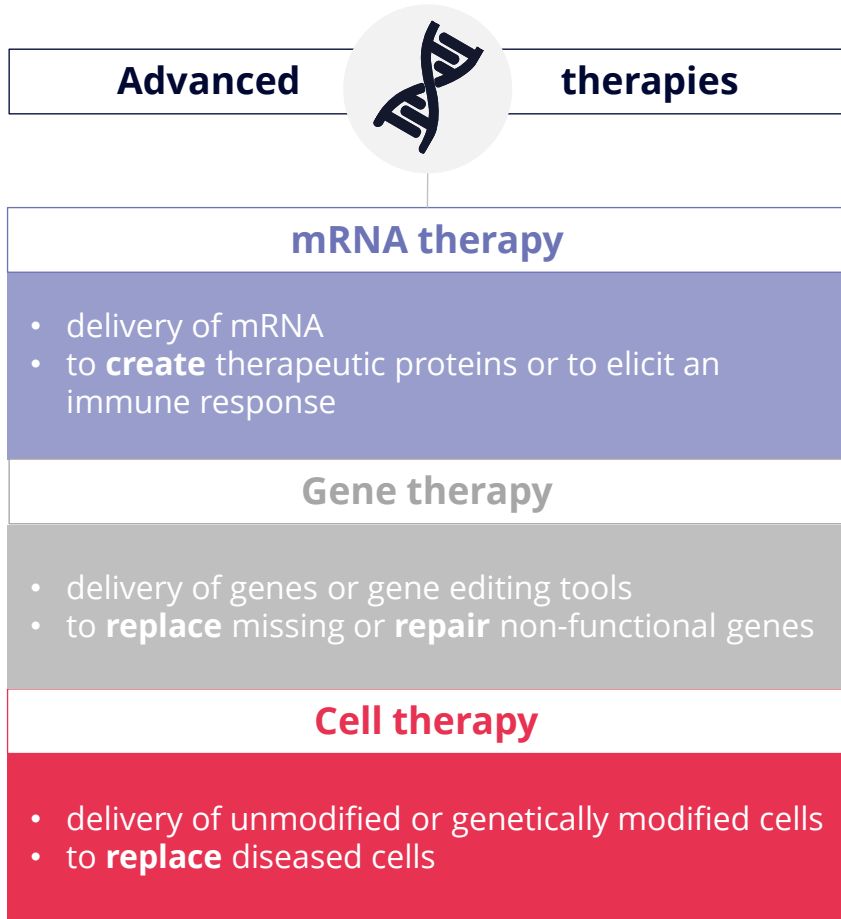 Advanced therapies
mRNA therapy
• delivery of mRNA
• to create therapeutic proteins or to elicit an
immune response
Gene therapy
• delivery of genes or gene editing tools
• to replace missing or repair non-functional genes
Cell therapy
• delivery of unmodified or genetically modified cells
• to replace diseased cells